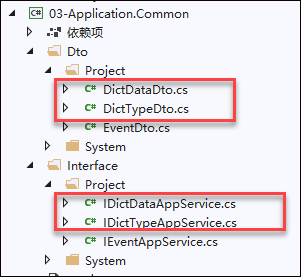 C# 03-Application.Common
依赖项
Dto
Project
C# DictDataDto.cs
C# DictTypeDto.cs
C# EventDto.cs
System
Interface
Project
C# IDictDataAppService.cs
C# IDictTypeAppService.cs
C# IEventAppService.cs
System